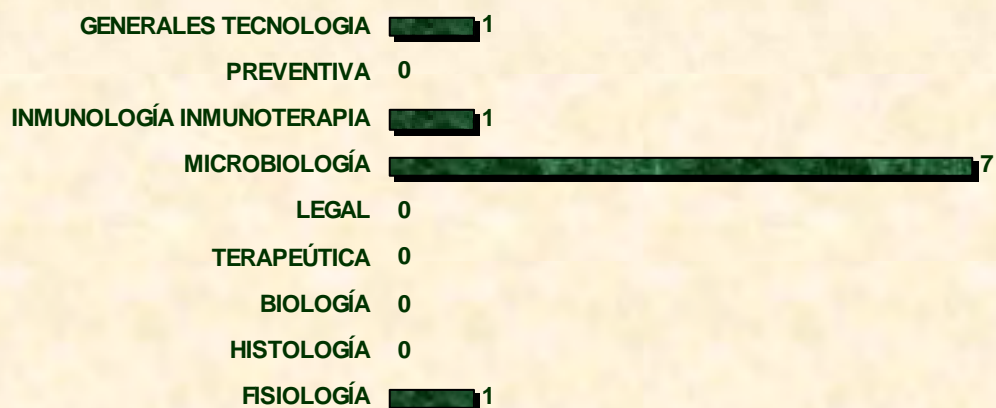 GENERALES TECNOLOGIA 1
PREVENTIVA 0
INMUNOLOGÍA INMUNOTERAPIA 1
MICROBIOLOGÍA 7
LEGAL 0
TERAPEÚTICA 0
BIOLOGÍA 0
HISTOLOGÍA 0
FISIOLOGÍA 1